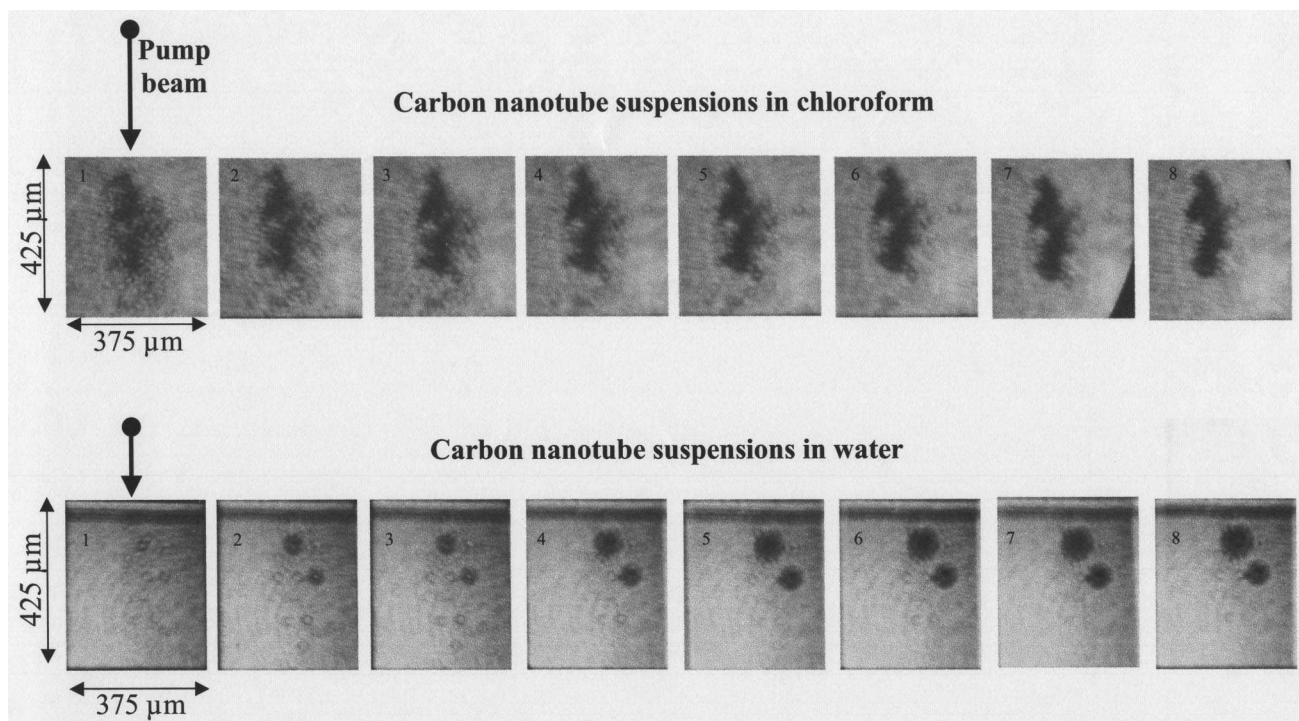 Pump
beam
Carbon nanotube suspensions in chloroform
425 µm
1 2 3 4 5 6 7 8
375 µm
Carbon nanotube suspensions in water
425 µm
1 2 3 4 5 6 7 8
375 µm